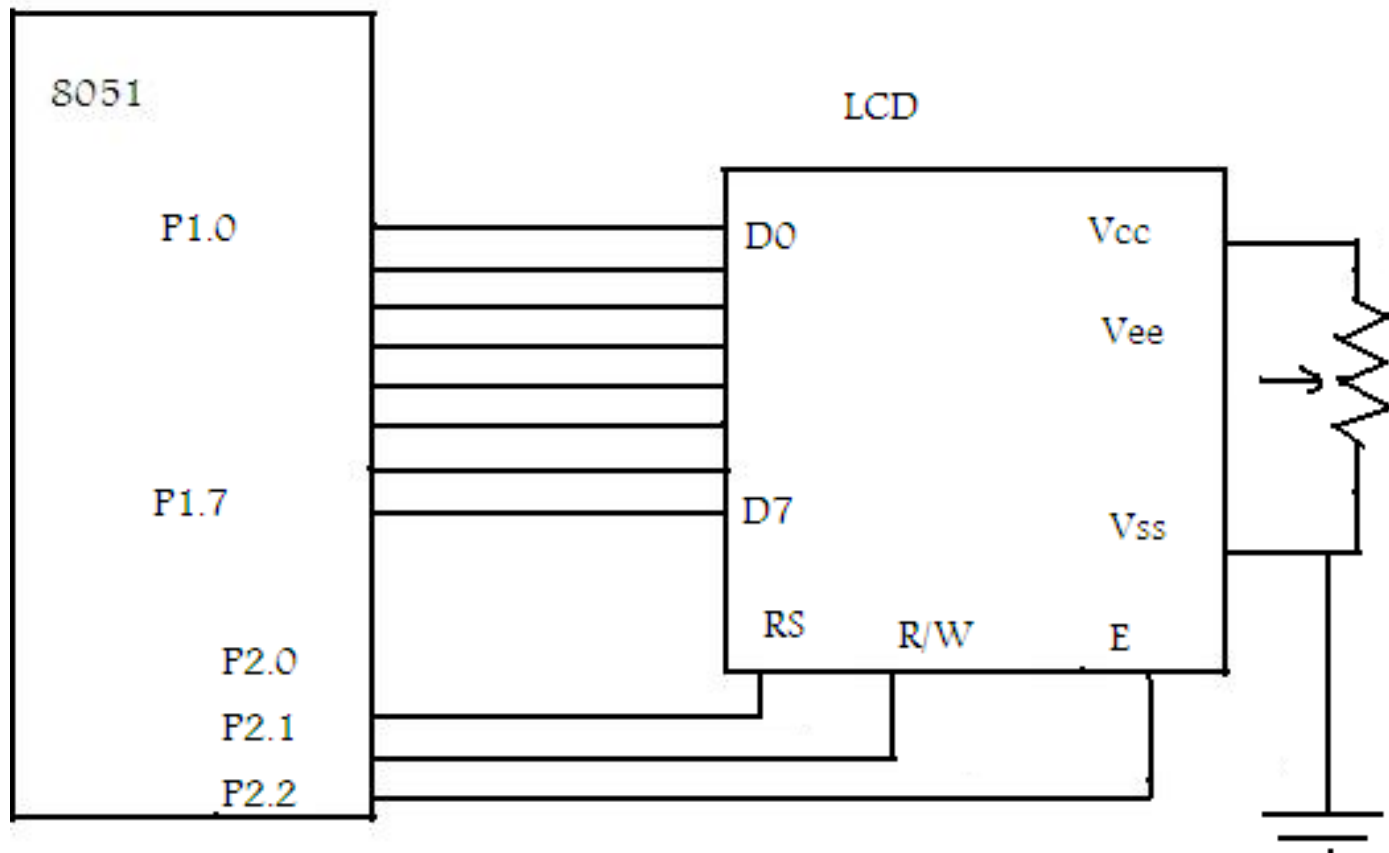 8051
LCD
P1.0
D0
Vcc
Vee
P1.7
D7
Vss
RS
R/W
E
P2.0
P2.1
P2.2